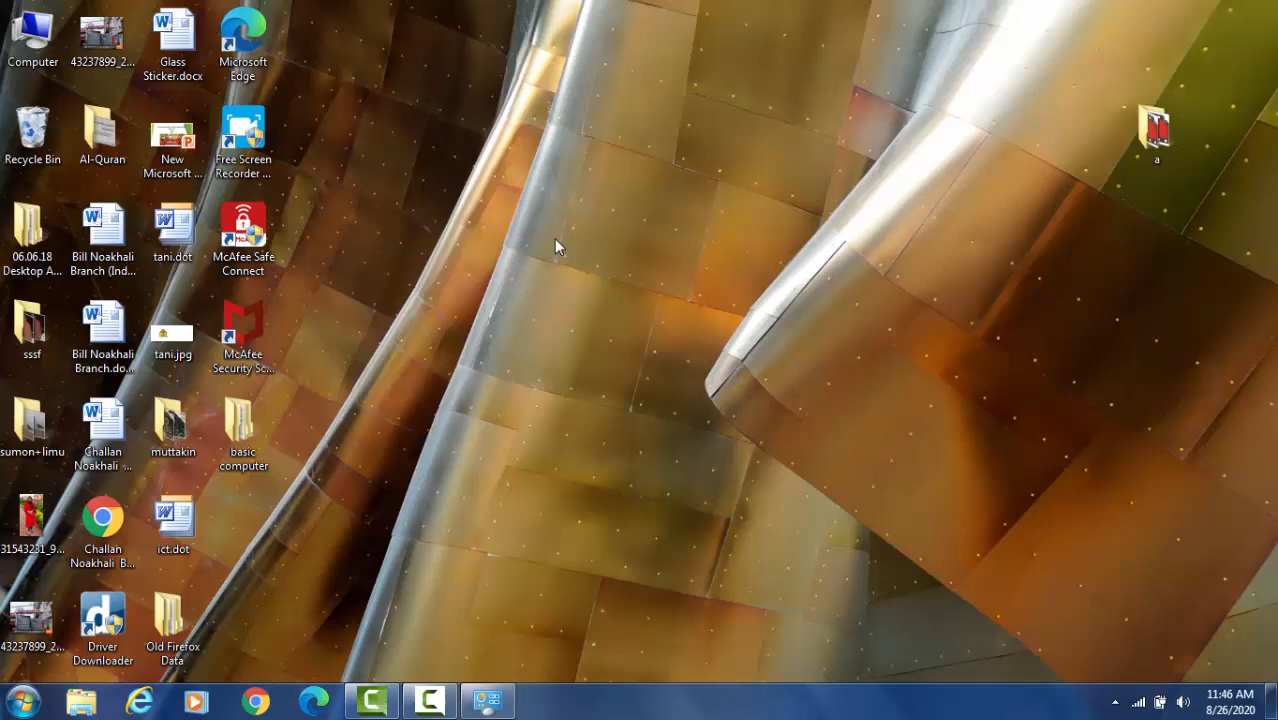 Computer
43237899_2...
Glass
Sticker.docx
Microsoft
Edge
Recycle Bin
Al-Quran
New
Microsoft ...
Free Screen
Recorder ...
a
06.06.18
Desktop A...
Bill Noakhali
Branch (Ind...
tani.dot
McAfee Safe
Connect
sssf
Bill Noakhali
Branch.do...
tani.jpg
McAfee
Security Sc...
sumon+limu
Challan
Noakhali -...
muttakin
basic
computer
31543231_9...
Challan
Noakhali B...
ict.dot
43237899_2...
Driver
Downloader
Old Firefox
Data
11:46 AM
8/26/2020